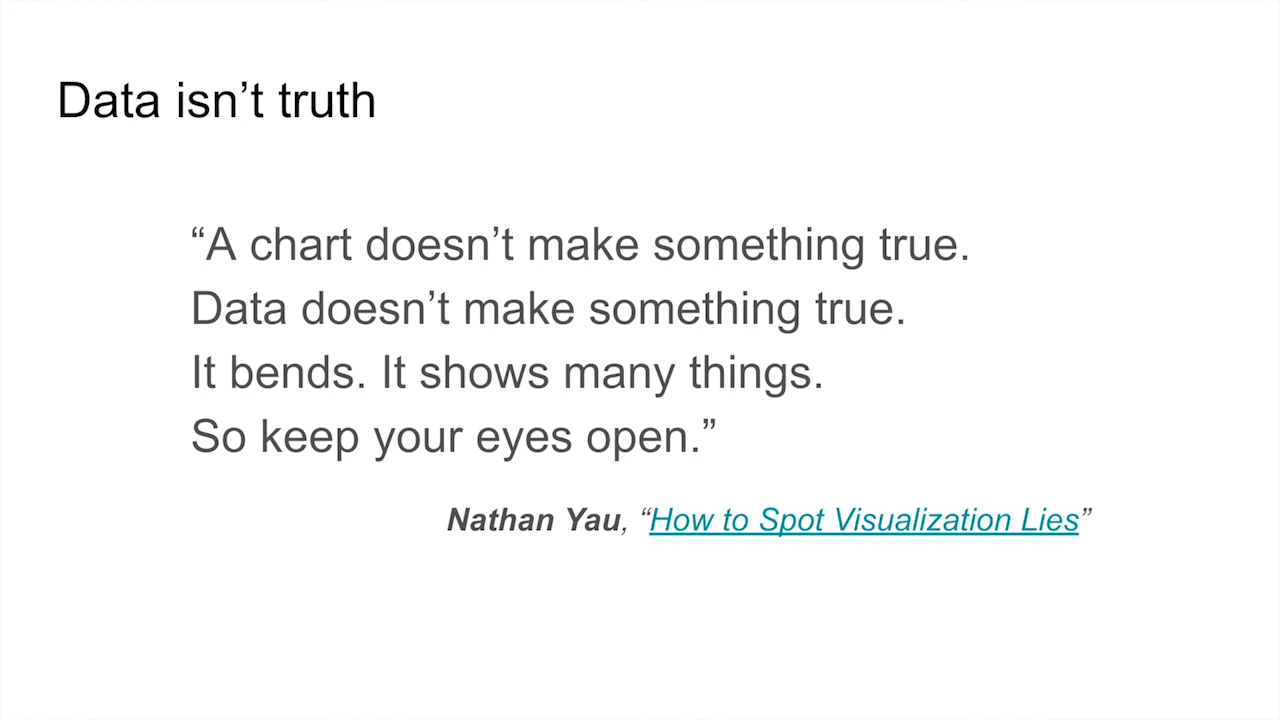 Data isn’t truth
“A chart doesn’t make something true.
Data doesn’t make something true.
It bends. It shows many things.
So keep your eyes open.”
Nathan Yau, “How to Spot Visualization Lies”